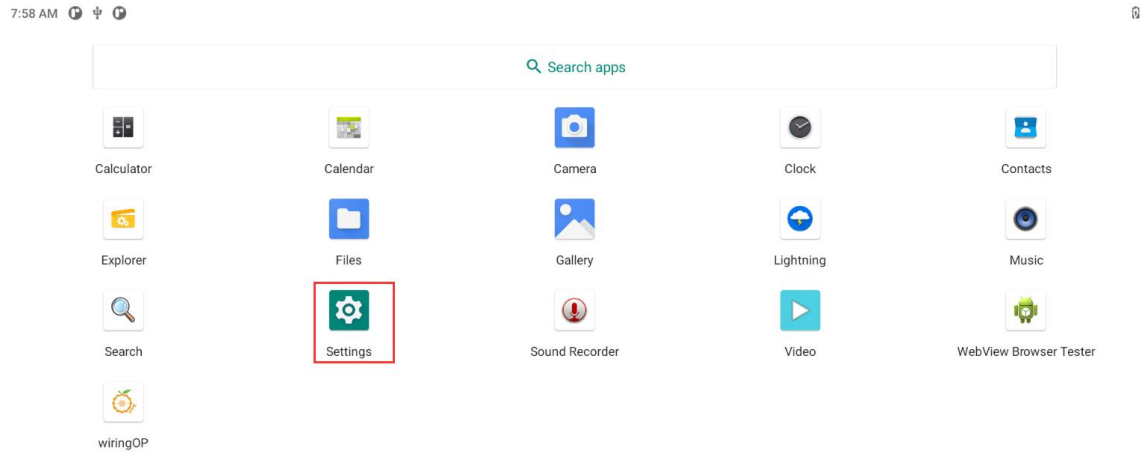 7:58 AM
Search apps
Calculator
Calendar
Camera
Clock
Contacts
Explorer
Files
Gallery
Lightning
Music
Search
Settings
Sound Recorder
Video
WebView Browser Tester
wiringOP